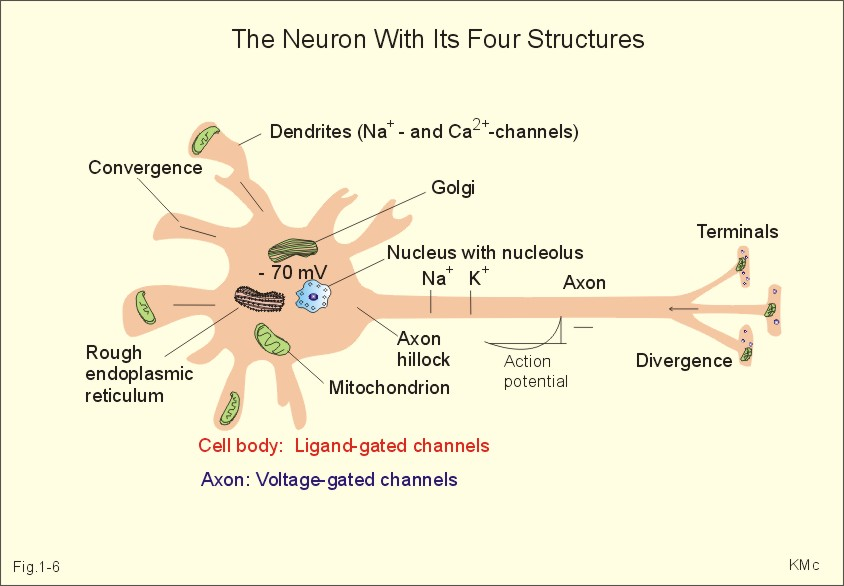 The Neuron With Its Four Structures
Dendrites (Na⁺ - and Ca²⁺-channels)
Convergence
Golgi
Terminals
Nucleus with nucleolus
- 70 mV
Na⁺ K⁺
Axon
Axon
hillock
Rough
endoplasmic
reticulum
Mitochondrion
Action
potential
Divergence
Cell body: Ligand-gated channels
Axon: Voltage-gated channels
Fig.1-6
KMc